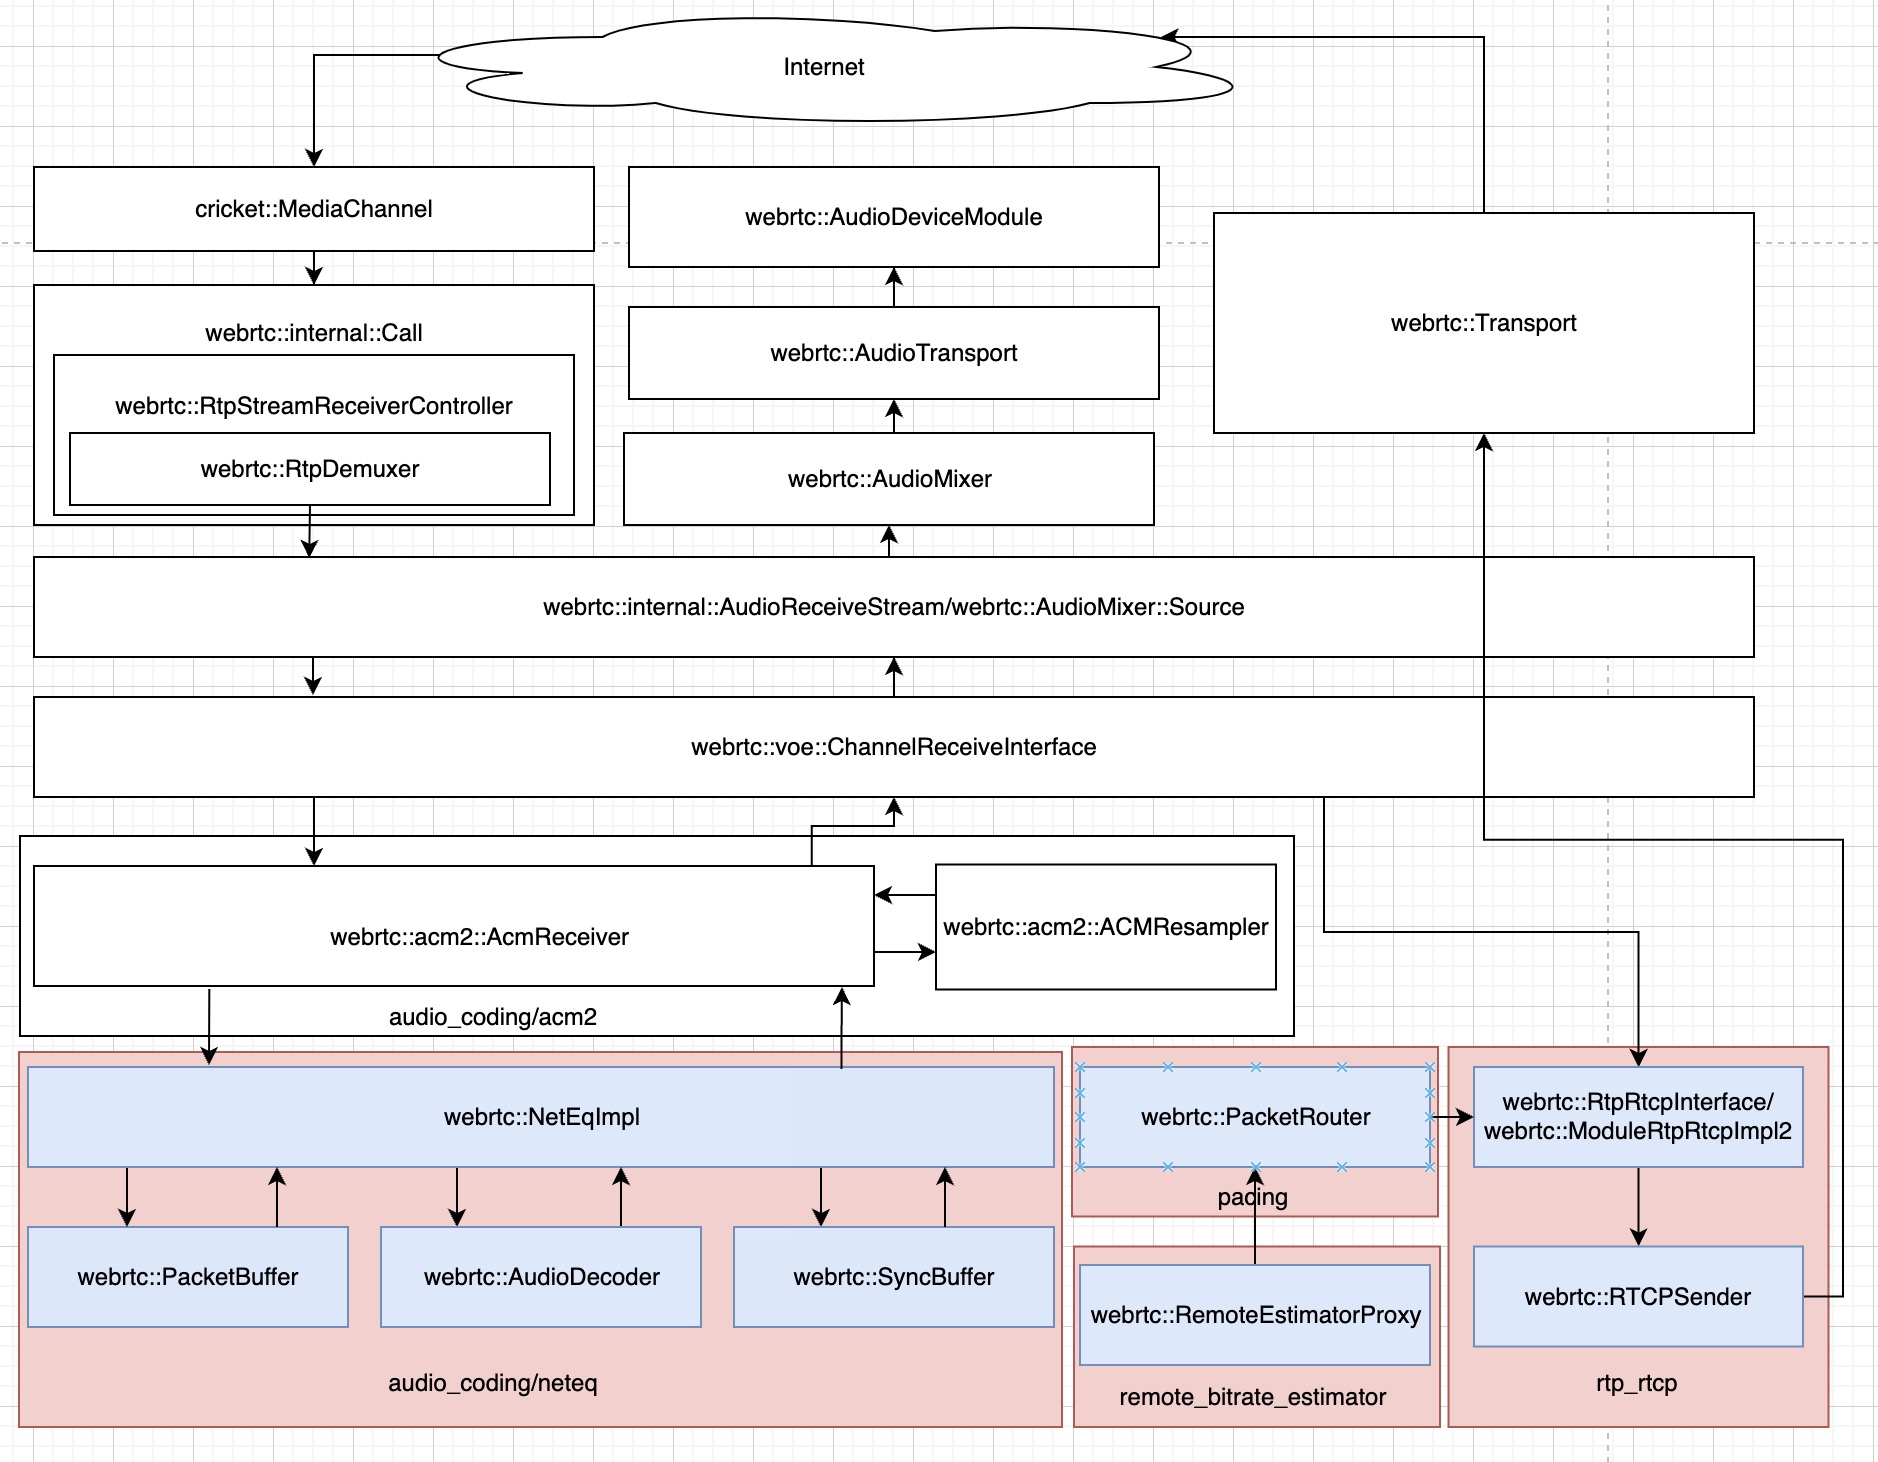 Internet
cricket::MediaChannel
webrtc::AudioDeviceModule
webrtc::Transport
webrtc::internal::Call
webrtc::AudioTransport
webrtc::RtpStreamReceiverController
webrtc::RtpDemuxer
webrtc::AudioMixer
webrtc::internal::AudioReceiveStream/webrtc::AudioMixer::Source
webrtc::voe::ChannelReceiveInterface
webrtc::acm2::AcmReceiver
webrtc::acm2::ACMResampler
audio_coding/acm2
webrtc::NetEqImpl
webrtc::PacketRouter
webrtc::RtpRtcpInterface/
webrtc::ModuleRtpRtcpImpl2
pading
webrtc::PacketBuffer
webrtc::AudioDecoder
webrtc::SyncBuffer
webrtc::RemoteEstimatorProxy
webrtc::RTCPSender
audio_coding/neteq
remote_bitrate_estimator
rtp_rtcp